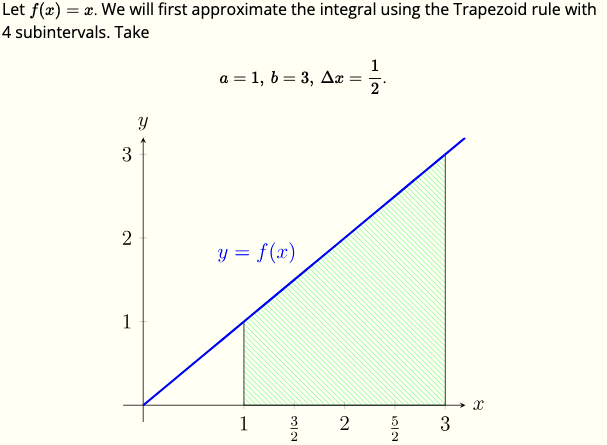 Let f(x) = x. We will first approximate the integral using the Trapezoid rule with
4 subintervals. Take
a = 1, b = 3, Δx = 1/2.
y
3
2
y = f(x)
1
x
1 3/2 2 5/2 3